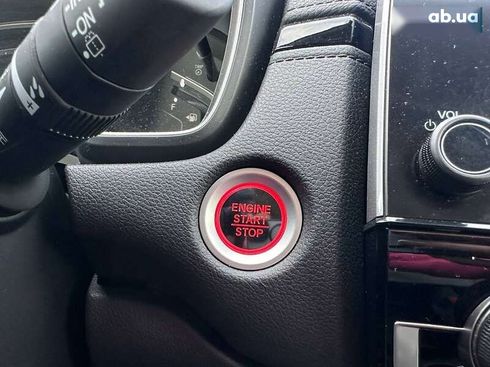 ab.ua
ON
VOL
F
ENGINE
START
STOP